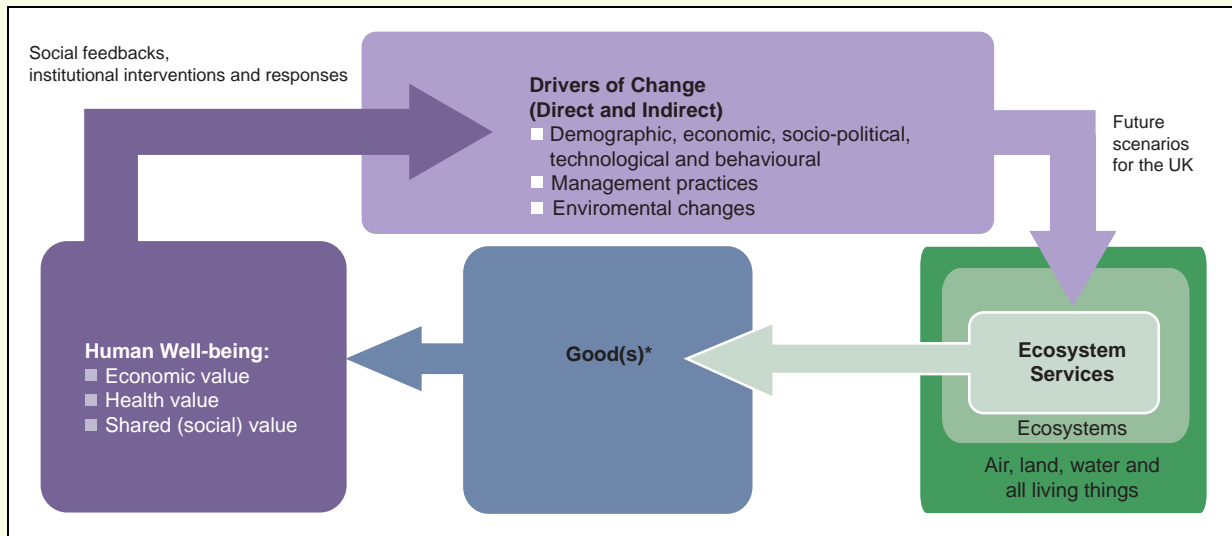 Social feedbacks,
institutional interventions and responses
Drivers of Change
(Direct and Indirect)
Demographic, economic, socio-political,
technological and behavioural
Management practices
Enviromental changes
Future
scenarios
for the UK
Human Well-being:
Economic value
Health value
Shared (social) value
Good(s)*
Ecosystem
Services
Ecosystems
Air, land, water and
all living things